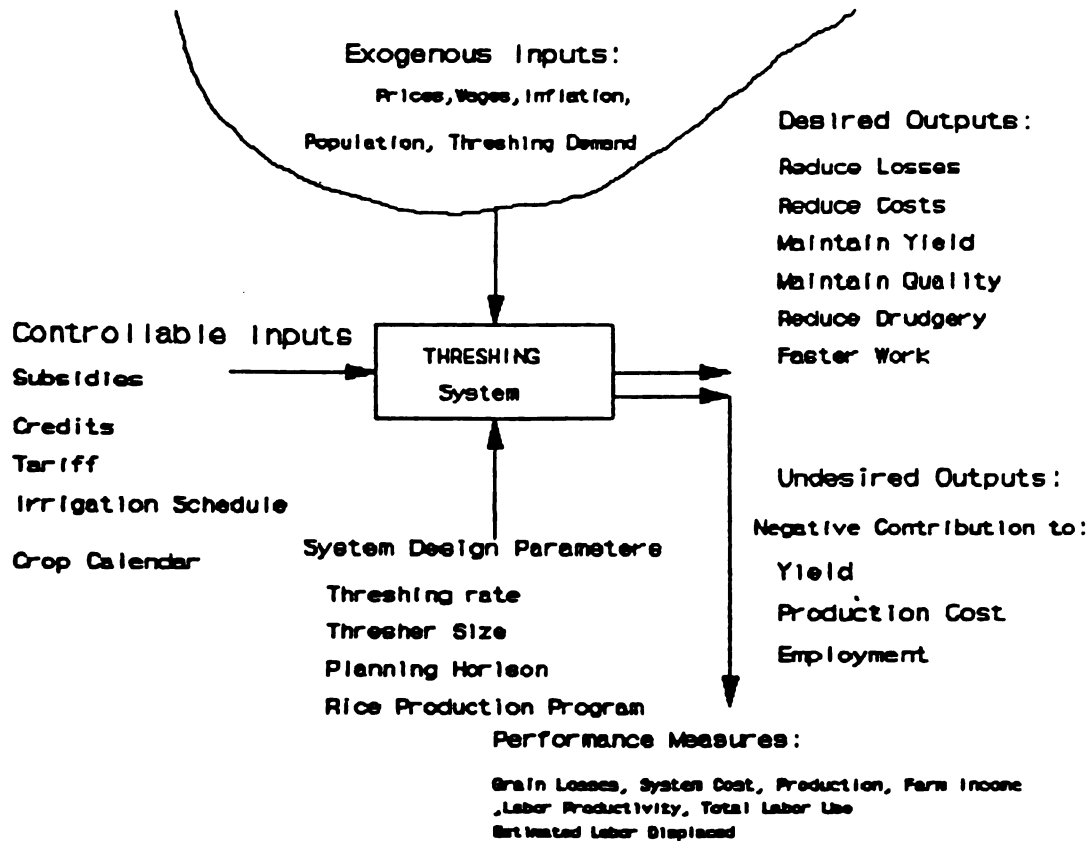 Exogenous Inputs:
Prices,Wages,Inflation,
Population, Threshing Demand
Desired Outputs:
Reduce Losses
Reduce Costs
Maintain Yield
Maintain Quality
Reduce Drudgery
Faster Work
Controllable Inputs
Subsidies
Credits
Tariff
Irrigation Schedule
Crop Calendar
THRESHING
System
System Design Parameters
Threshing rate
Thresher Size
Planning Horison
Rice Production Program
Undesired Outputs:
Negative Contribution to:
Yield
Production Cost
Employment
Performance Measures:
Grain Losses, System Cost, Production, Farm Income
,Labor Productivity, Total Labor Use
Estimated Labor Displaced